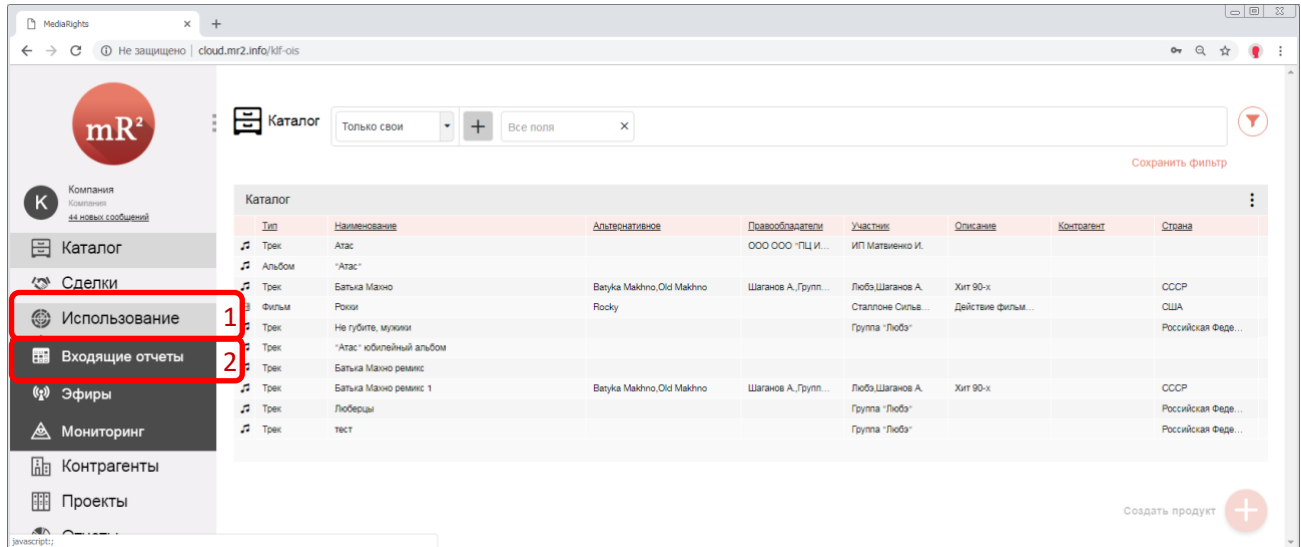 MediaRights
Не защищено | cloud.mr2.info/klf-ois
mR²
Каталог
Только свои
Все поля
Сохранить фильтр
К
Компания
Компания
44 новых сообщений
Каталог
Сделки
Использование
1
Входящие отчеты
2
Эфиры
Мониторинг
Контрагенты
Проекты
Отчеты
javascript:;
Каталог
Тип Наименование Альтернативное Правообладатели Участник Описание Контрагент Страна
Трек Атас ООО ООО "ПЦ И... ИП Матвиенко И.
Альбом "Атас"
Трек Батька Махно Batyka Makhno,Old Makhno Шаганов А.,Групп... Любэ,Шаганов А. Хит 90-х СССР
Фильм Рокки Rocky Сталлоне Сильв... Действие фильм... США
Трек Не губите, мужики Группа "Любэ" Российская Феде...
Трек "Атас" юбилейный альбом
Трек Батька Махно ремикс
Трек Батька Махно ремикс 1 Batyka Makhno,Old Makhno Шаганов А.,Групп... Любэ,Шаганов А. Хит 90-х СССР
Трек Люберцы Группа "Любэ" Российская Феде...
Трек тест Группа "Любэ" Российская Феде...
Создать продукт